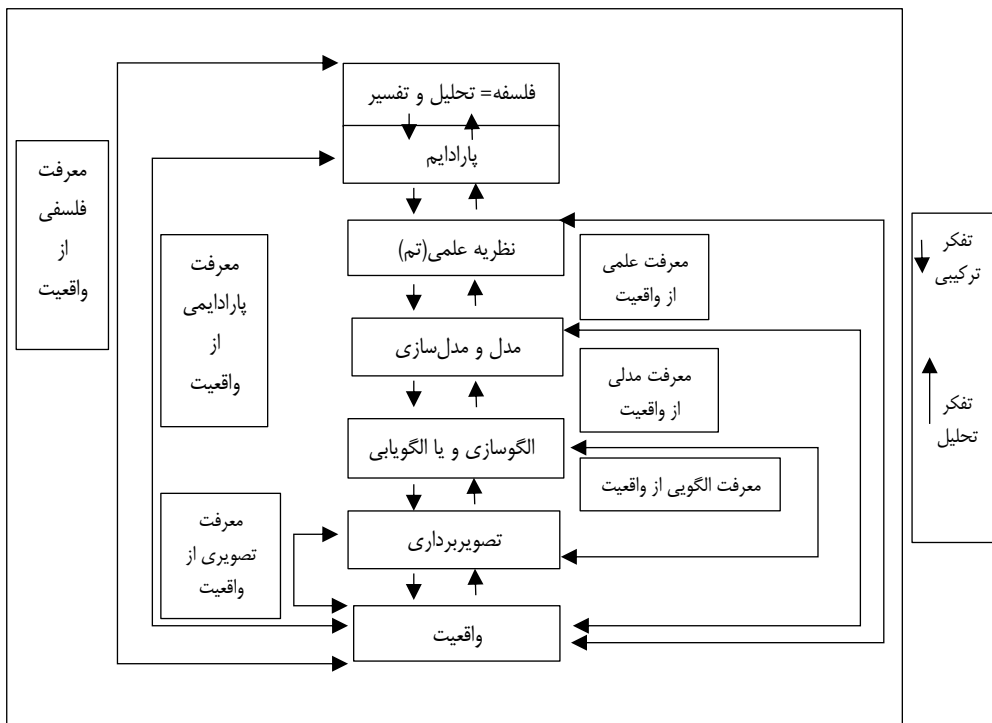 فلسفه= تحلیل و تفسیر
پارادایم
نظریه علمی(تم)
مدل و مدل‌سازی
الگوسازی و یا الگویابی
تصویربرداری
واقعیت
معرفت علمی
از واقعیت
معرفت مدلی
از واقعیت
معرفت الگویی از واقعیت
معرفت
پارادایمی
از
واقعیت
معرفت
تصویری از
واقعیت
معرفت
فلسفی
از
واقعیت
تفکر
ترکیبی
تفکر
تحلیل